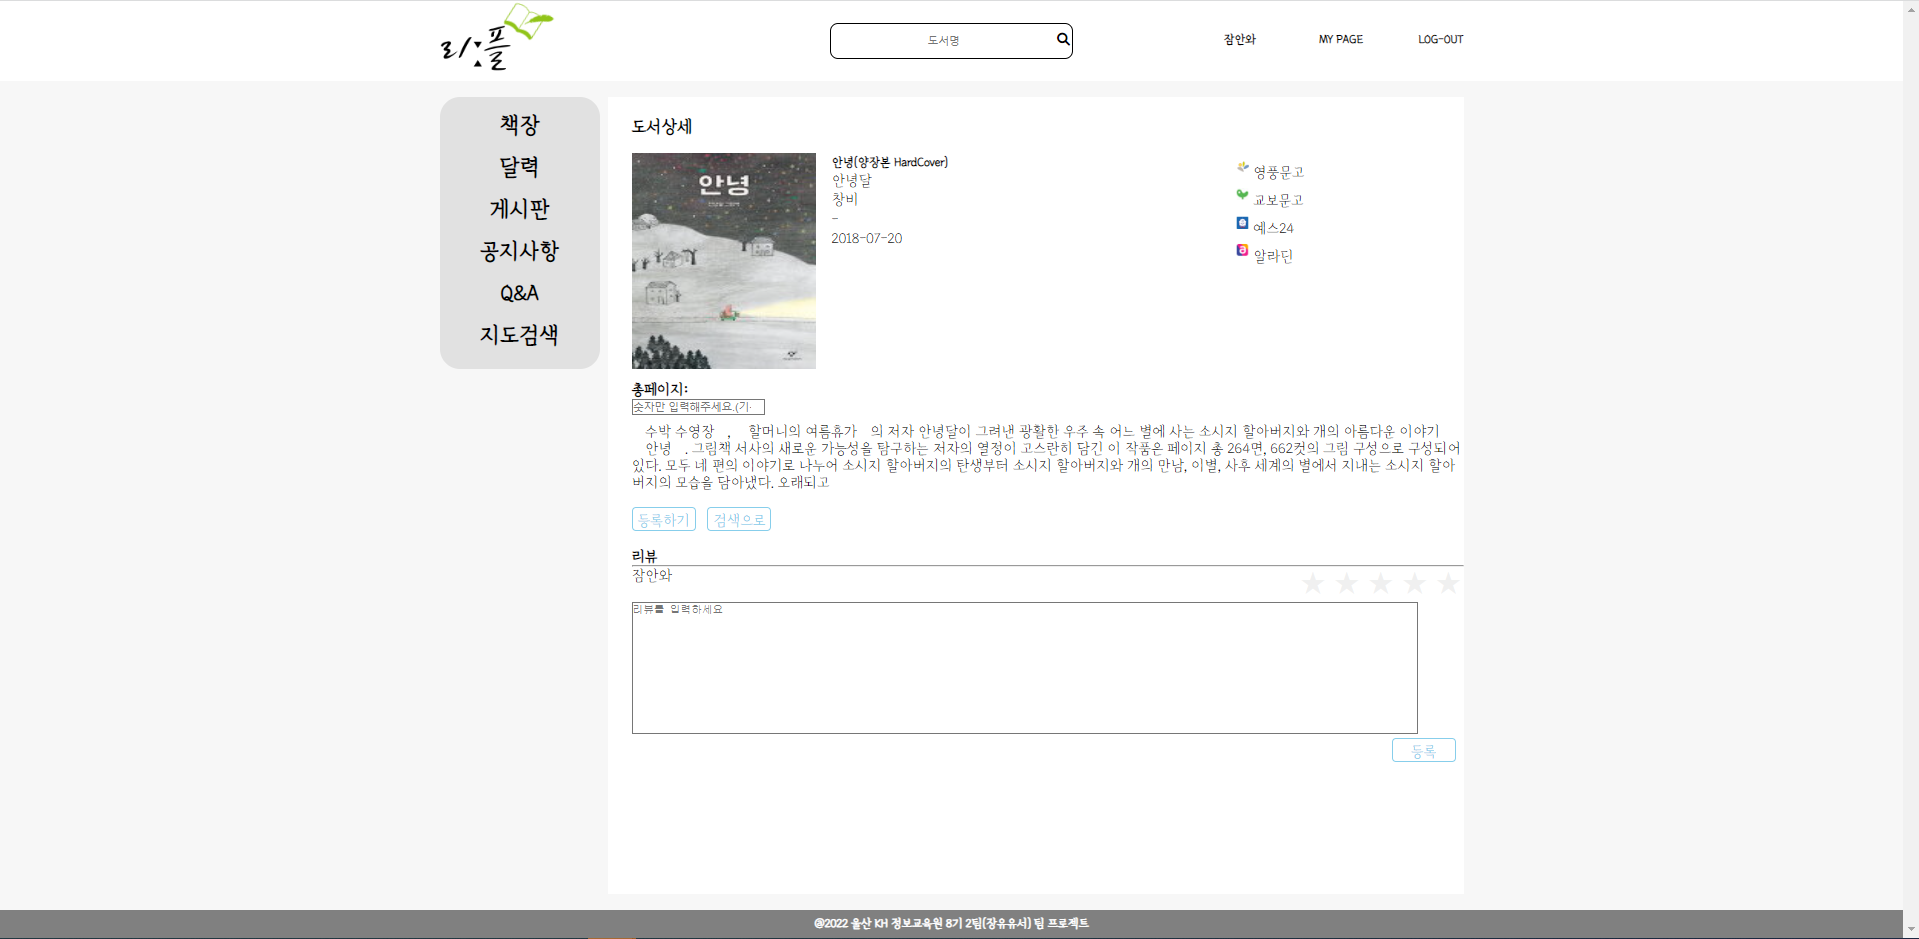 리:플
도서명
잠안와
MY PAGE
LOG-OUT
책장
달력
게시판
공지사항
Q&A
지도검색
도서상세
안녕
안녕(양장본 HardCover)
안녕달
창비
-
2018-07-20
영풍문고
교보문고
예스24
알라딘
총페이지:
숫자만 입력해주세요.(기·
수박 수영장 , 할머니의 여름휴가 의 저자 안녕달이 그려낸 광활한 우주 속 어느 별에 사는 소시지 할아버지와 개의 아름다운 이야기
안녕 . 그림책 서사의 새로운 가능성을 탐구하는 저자의 열정이 고스란히 담긴 이 작품은 페이지 총 264면, 662컷의 그림 구성으로 구성되어
있다. 모두 네 편의 이야기로 나누어 소시지 할아버지의 탄생부터 소시지 할아버지와 개의 만남, 이별, 사후 세계의 별에서 지내는 소시지 할아
버지의 모습을 담아냈다. 오래되고
등록하기
검색으로
리뷰
잠안와
리뷰를 입력하세요
등록
@2022 울산 KH 정보교육원 8기 2팀(장유유서) 팀 프로젝트